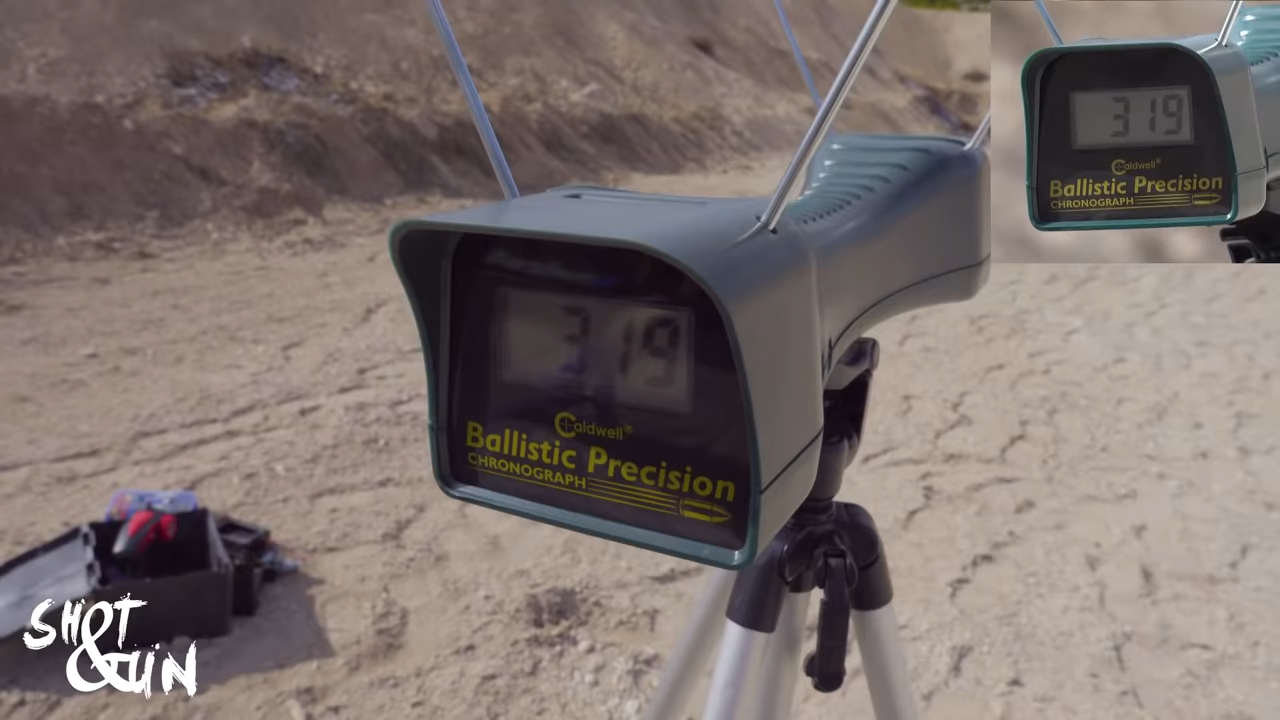 319
Caldwell®
Ballistic Precision
CHRONOGRAPH
319
Caldwell®
Ballistic Precision
CHRONOGRAPH
SHOT
&GUN